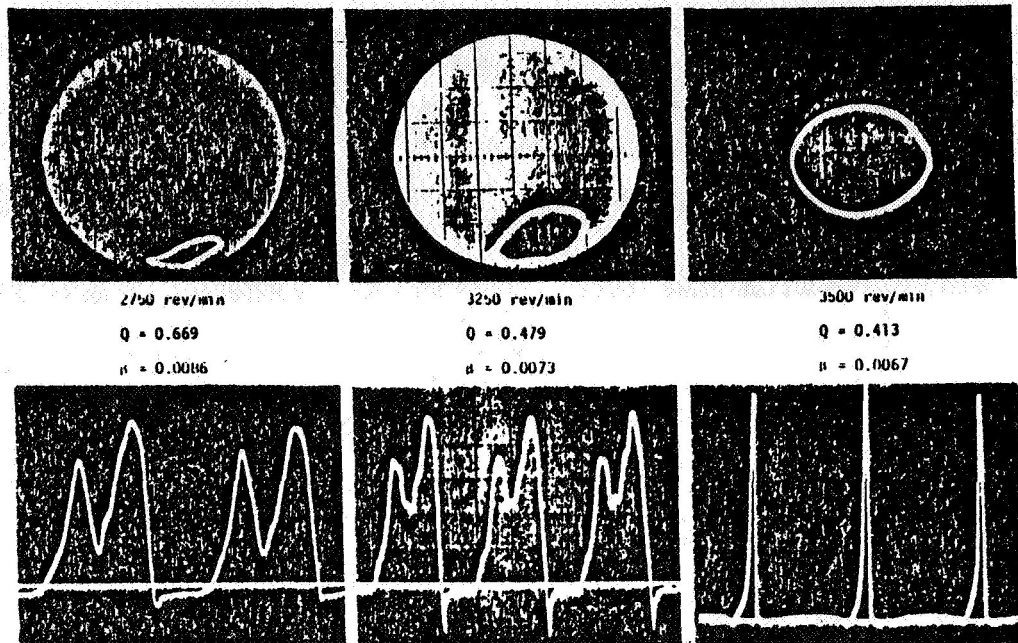 2750 rev/min 3250 rev/min 3500 rev/min
Q = 0.669 Q = 0.479 Q = 0.413
μ = 0.0086 μ = 0.0073 μ = 0.0067